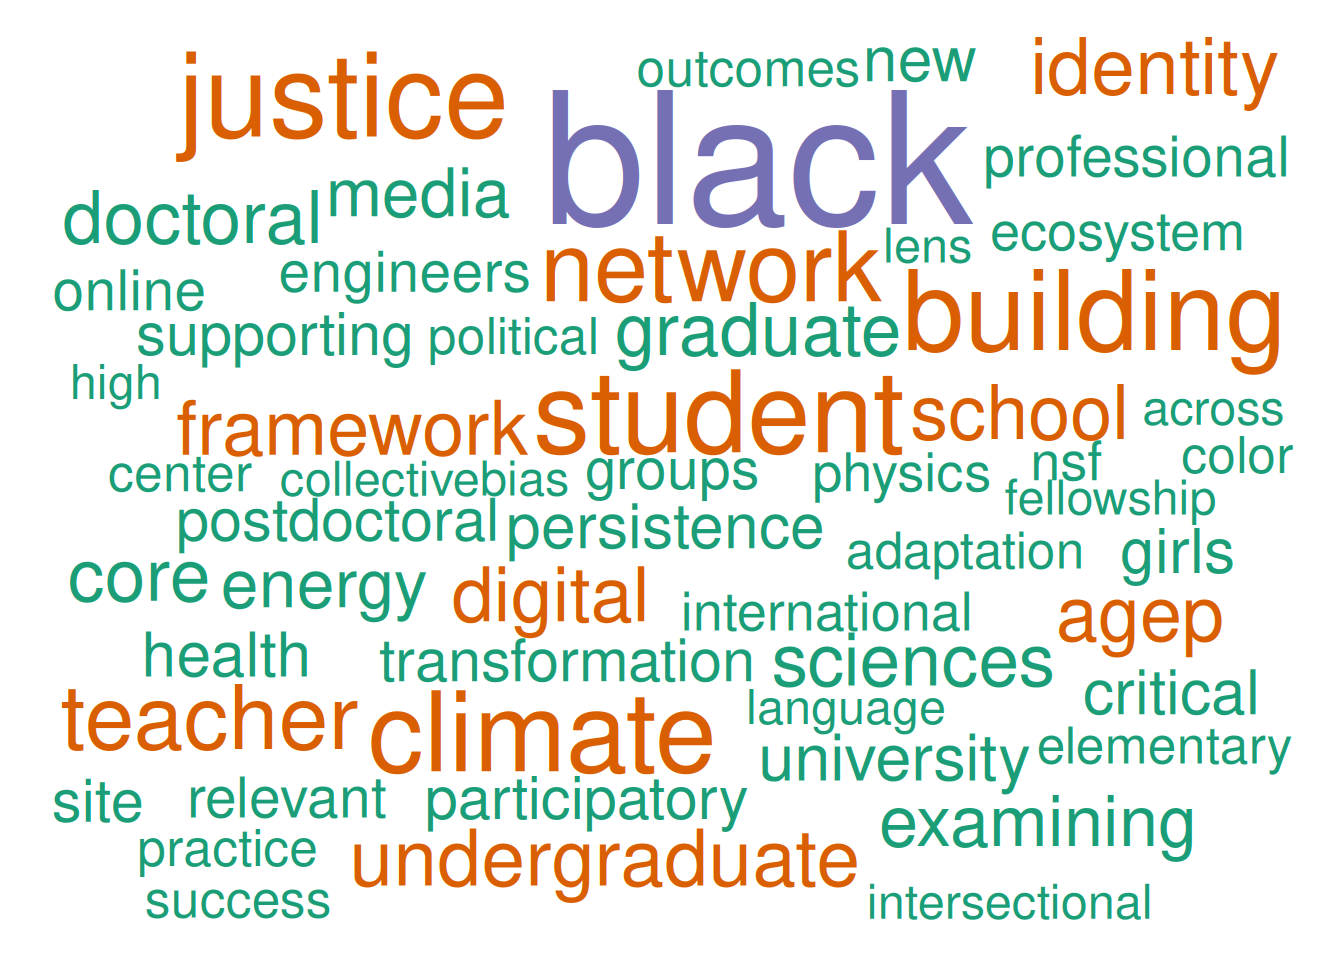 outcomes new identity
justice black professional
doctoral media
lens ecosystem
online engineers network building
supporting political graduate
high framework student school across
center collectivebias groups physics nsf color
fellowship
postdoctoral persistence adaptation girls
core energy digital international agep
health transformation sciences critical
teacher climate language
university elementary
site relevant participatory examining
practice undergraduate
success intersectional